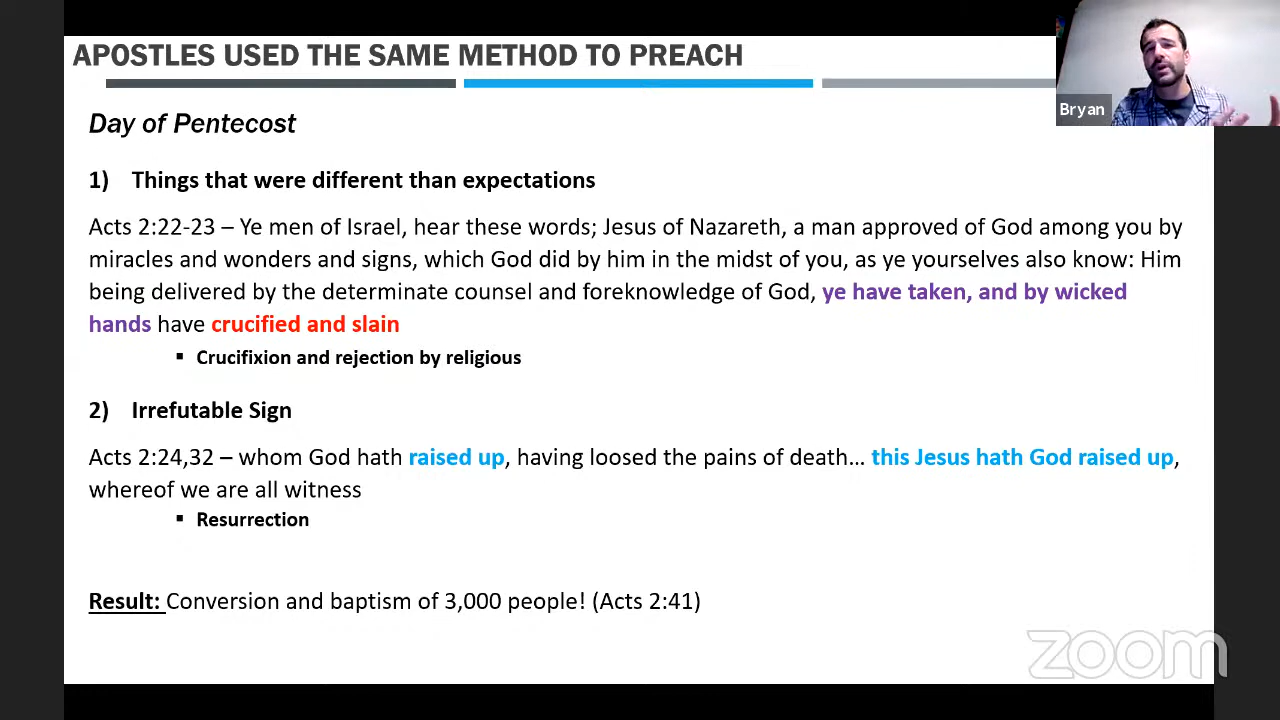 APOSTLES USED THE SAME METHOD TO PREACH
Bryan
Day of Pentecost
1) Things that were different than expectations
Acts 2:22-23 – Ye men of Israel, hear these words; Jesus of Nazareth, a man approved of God among you by
miracles and wonders and signs, which God did by him in the midst of you, as ye yourselves also know: Him
being delivered by the determinate counsel and foreknowledge of God, ye have taken, and by wicked
hands have crucified and slain
▪ Crucifixion and rejection by religious
2) Irrefutable Sign
Acts 2:24,32 – whom God hath raised up, having loosed the pains of death… this Jesus hath God raised up,
whereof we are all witness
▪ Resurrection
Result: Conversion and baptism of 3,000 people! (Acts 2:41)
zoom